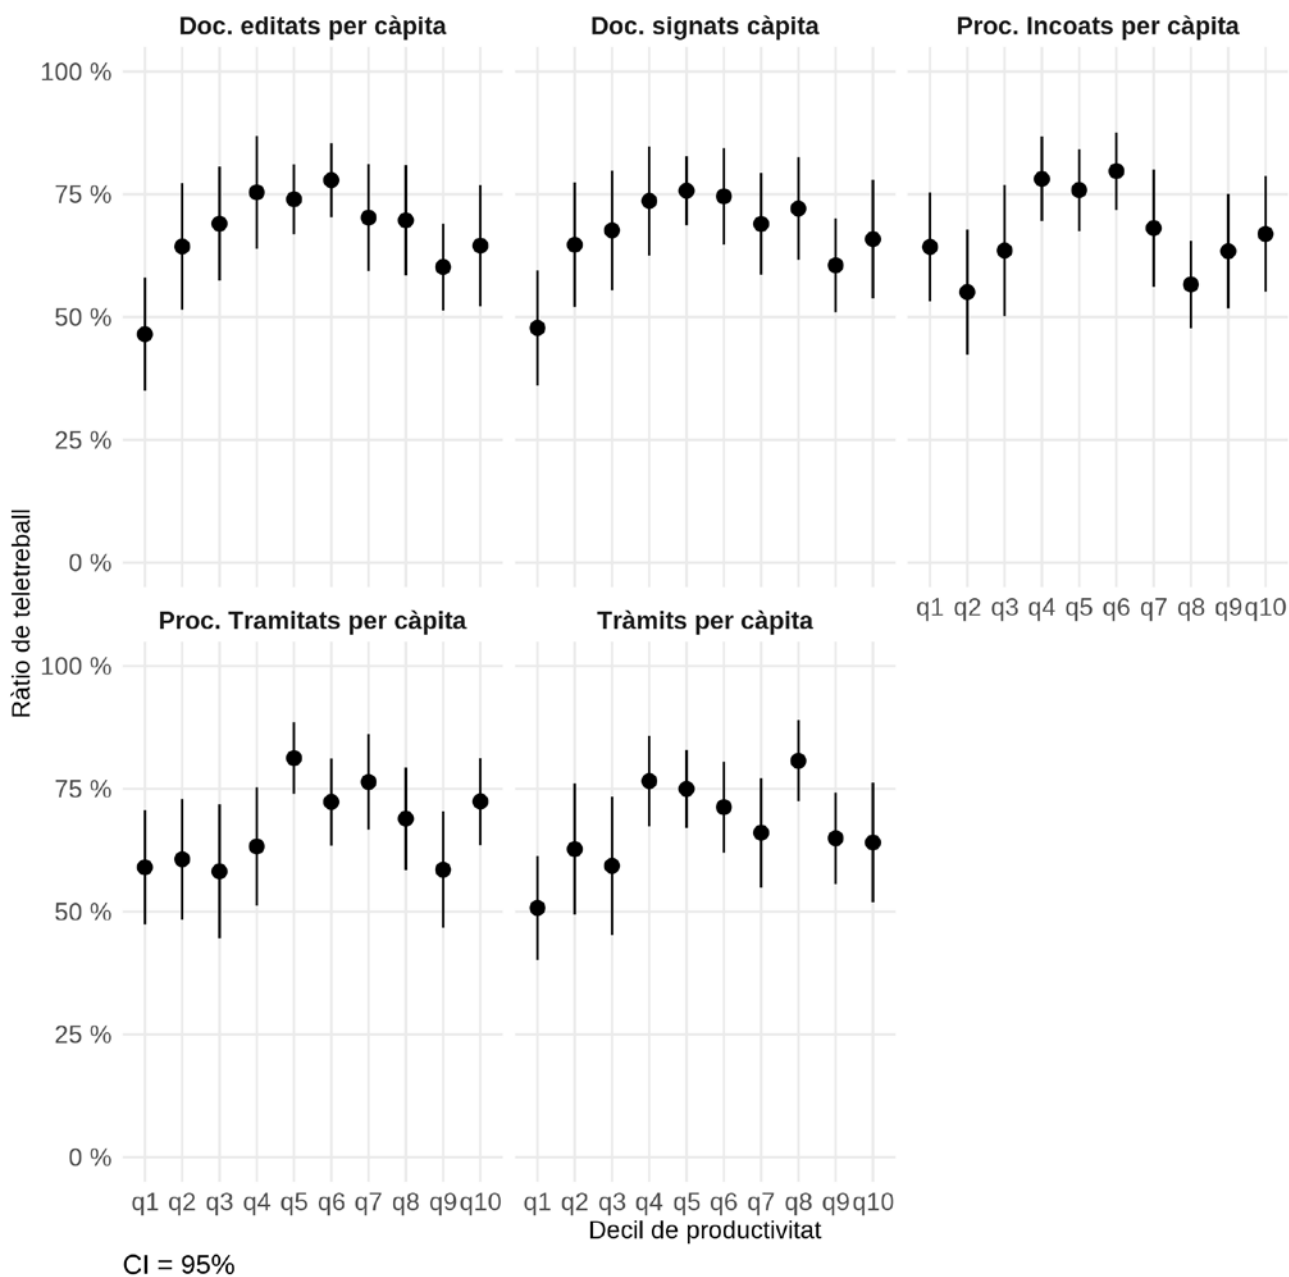 Doc. editats per càpita
Doc. signats càpita
Proc. Incoats per càpita
100 %
75 %
50 %
25 %
0 %
q1 q2 q3 q4 q5 q6 q7 q8 q9 q10
Ràtio de teletreball
Proc. Tramitats per càpita
Tràmits per càpita
100 %
75 %
50 %
25 %
0 %
q1 q2 q3 q4 q5 q6 q7 q8 q9 q10
q1 q2 q3 q4 q5 q6 q7 q8 q9 q10
Decil de productivitat
CI = 95%